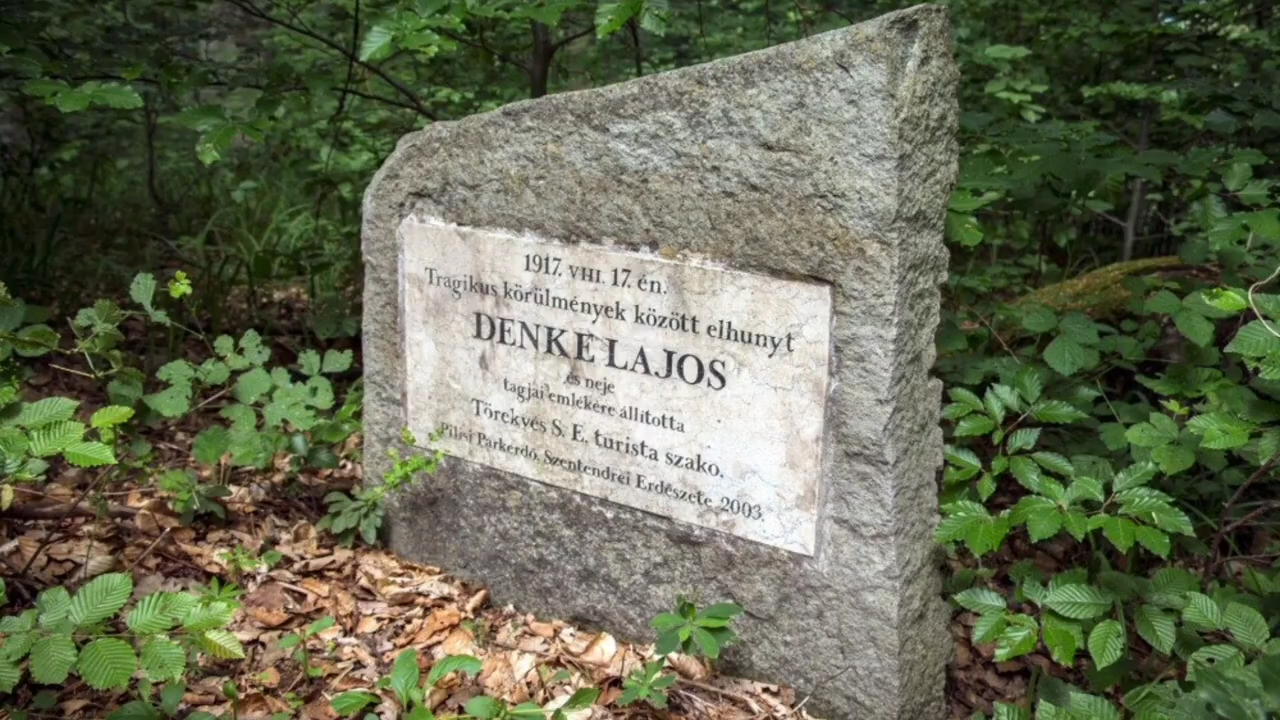 1917. VIII. 17. én.
Tragikus körülmények között elhunyt
DENKE LAJOS
és neje
tagjai emlékére állította
Törekvés S. E. turista szako.
Pilisi Parkerdő. Szentendrei Erdészete 2003.